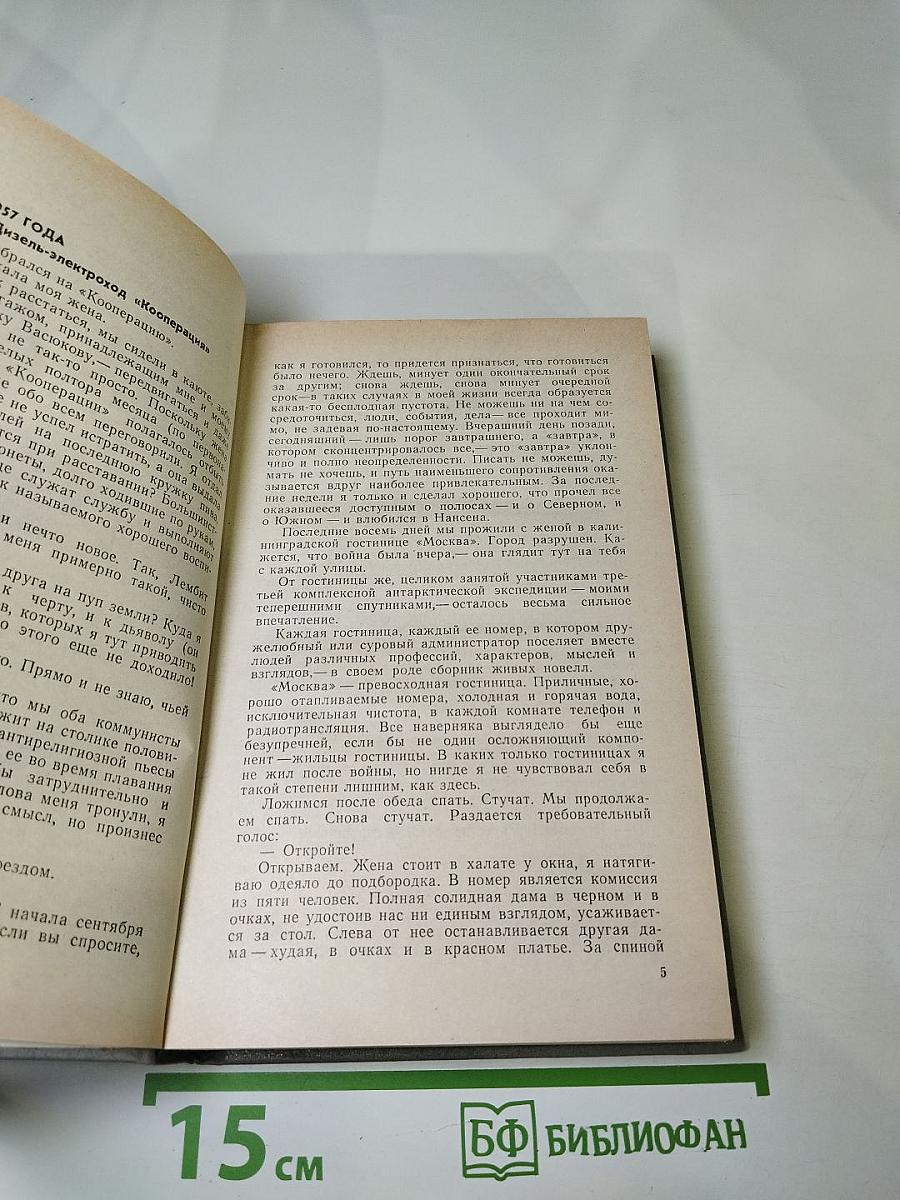 957 ГОДА
Дизель-электроход «Кооперация»
брался на «Кооперацию».
кала моя жена.
расстаться, мы сидели в каюте,
гажом, принадлежащим мне и
ку Васюкову,— передвигаться и даже
не так-то просто. Поскольку жена
елых полтора месяца (по первона-
«Кооперации» полагалось отбыть
обо всем переговорили. Я отдал
е не успел истратить, а она выдала
лей на последнюю кружку пива.
тся при расставании? Большинст-
онеты, долго ходившие по рукам,
не служат службу и выполняют
к называемого хорошего воспи-
и нечто новое. Так, Лембит
меня примерно такой, чисто
друга на пуп земли? Куда я
к черту, и к дьяволу (он
в, которых я тут приводить
о этого еще не доходило!
о. Прямо и не знаю, чьей
то мы оба коммунисты
жит на столике полови-
антирелигиозной пьесы
ее во время плавания
бы затруднительно и
лова меня тронули, я
смысл, но произнес
ездом.
начала сентября
сли вы спросите,
как я готовился, то придется признаться, что готовиться
было нечего. Ждешь, минует один окончательный срок
за другим; снова ждешь, снова минует очередной
срок—в таких случаях в моей жизни всегда образуется
какая-то бесплодная пустота. Не можешь ни на чем со-
средоточиться, люди, события, дела— все проходит ми-
мо, не задевая по-настоящему. Вчерашний день позади,
сегодняшний — лишь порог завтрашнего, а «завтра», в
котором сконцентрировалось все,— это «завтра» уклон-
чиво и полно неопределенности. Писать не можешь, ду-
мать не хочешь, и путь наименьшего сопротивления ока-
зывается вдруг наиболее привлекательным. За послед-
ние недели я только и сделал хорошего, что прочел все
оказавшееся доступным о полюсах — и о Северном, и
о Южном — и влюбился в Нансена.
Последние восемь дней мы прожили с женой в кали-
нинградской гостинице «Москва». Город разрушен. Ка-
жется, что война была вчера,— она глядит тут на тебя
с каждой улицы.
От гостиницы же, целиком занятой участниками тре-
тьей комплексной антарктической экспедиции — моими
теперешними спутниками,— осталось весьма сильное
впечатление.
Каждая гостиница, каждый ее номер, в котором дру-
желюбный или суровый администратор поселяет вместе
людей различных профессий, характеров, мыслей и
взглядов,— в своем роде сборник живых новелл.
«Москва» — превосходная гостиница. Приличные, хо-
рошо отапливаемые номера, холодная и горячая вода,
исключительная чистота, в каждой комнате телефон и
радиотрансляция. Все наверняка выглядело бы еще
безупречней, если бы не один осложняющий компо-
нент —жильцы гостиницы. В каких только гостиницах я
не жил после войны, но нигде я не чувствовал себя в
такой степени лишним, как здесь.
Ложимся после обеда спать. Стучат. Мы продолжа-
ем спать. Снова стучат. Раздается требовательный
голос:
— Откройте!
Открываем. Жена стоит в халате у окна, я натяги-
ваю одеяло до подбородка. В номер является комиссия
из пяти человек. Полная солидная дама в черном и в
очках, не удостоив нас ни единым взглядом, усаживает-
ся за стол. Слева от нее останавливается другая да-
ма — худая, в очках и в красном платье. За спиной
5
15 см
БФ БИБЛИОФАН